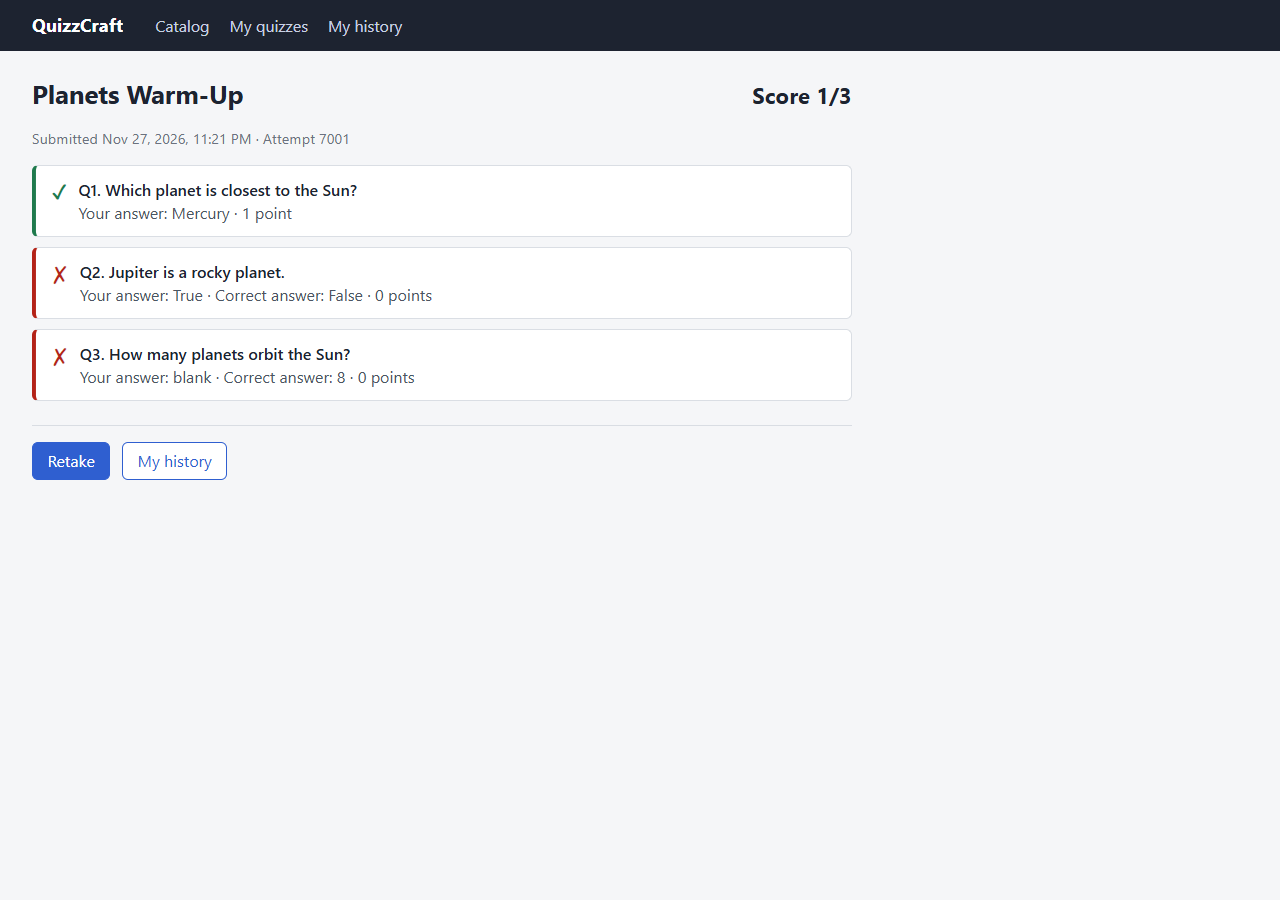 QuizzCraft Catalog My quizzes My history
Planets Warm-Up Score 1/3
Submitted Nov 27, 2026, 11:21 PM · Attempt 7001
✓ Q1. Which planet is closest to the Sun?
Your answer: Mercury · 1 point
✗ Q2. Jupiter is a rocky planet.
Your answer: True · Correct answer: False · 0 points
✗ Q3. How many planets orbit the Sun?
Your answer: blank · Correct answer: 8 · 0 points
Retake My history